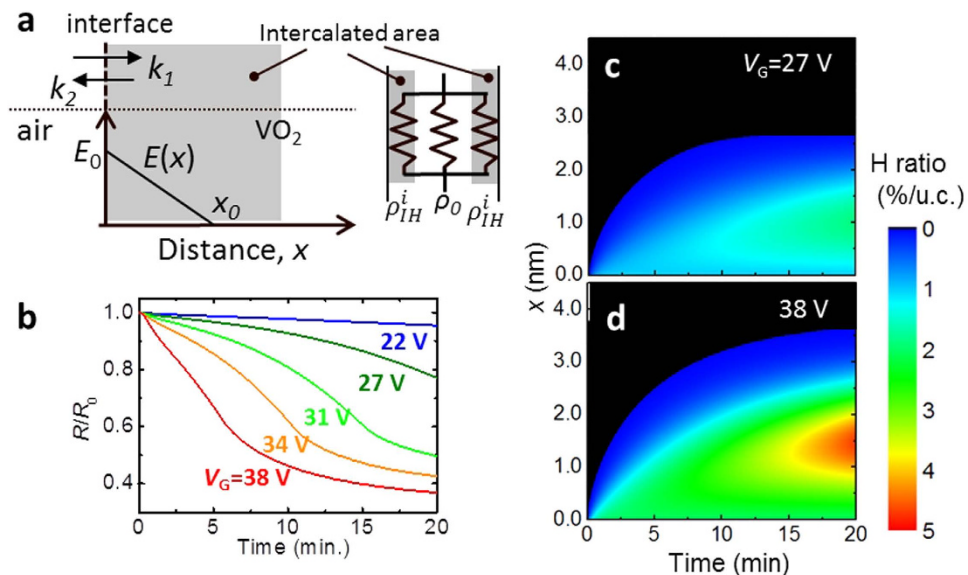 a
interface
Intercalated area
k1
k2
air
VO2
E0
E(x)
x0
ρ^i_IH ρ0 ρ^i_IH
Distance, x
b
1.0
0.8
0.6
0.4
R/R0
22 V
27 V
31 V
34 V
VG=38 V
0 5 10 15 20
Time (min.)
c
VG=27 V
4.0
3.0
2.0
1.0
0.0
x (nm)
d
38 V
4.0
3.0
2.0
1.0
0.0
0 5 10 15 20
Time (min)
H ratio
(%/u.c.)
0
1
2
3
4
5